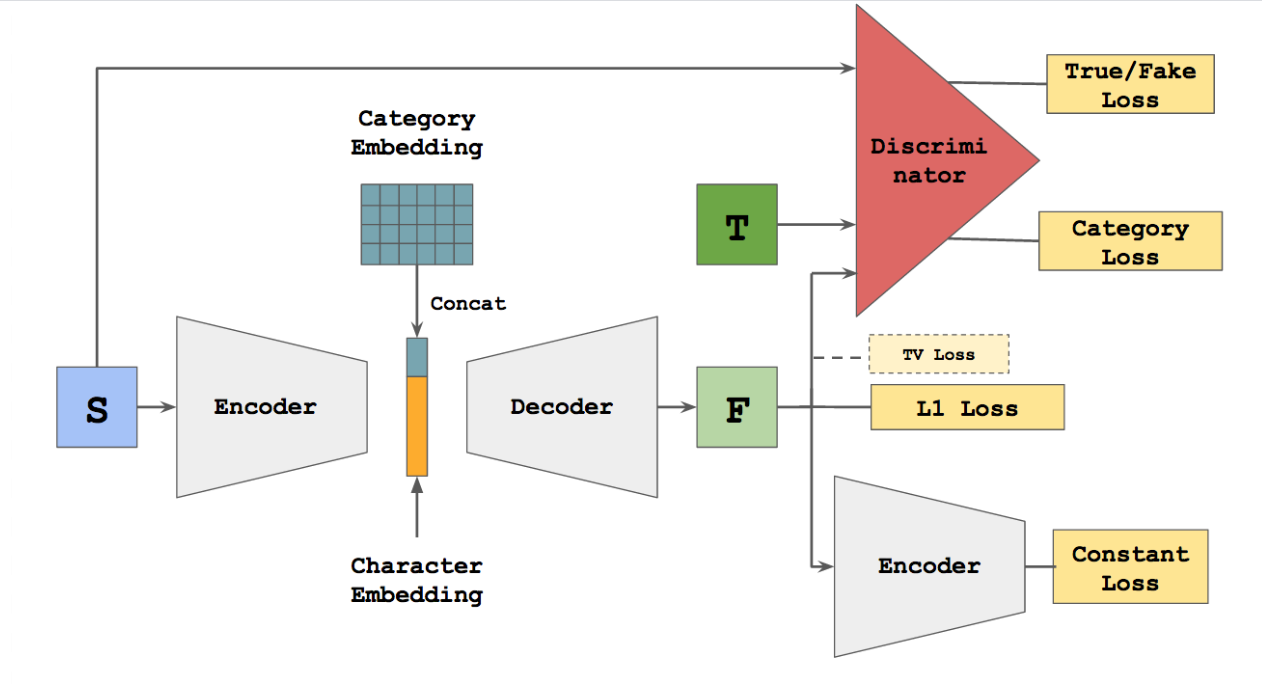 True/Fake
Loss
Category
Embedding
Discrimi
nator
T
Category
Loss
Concat
TV Loss
S
Encoder
Decoder
F
L1 Loss
Character
Embedding
Encoder
Constant
Loss